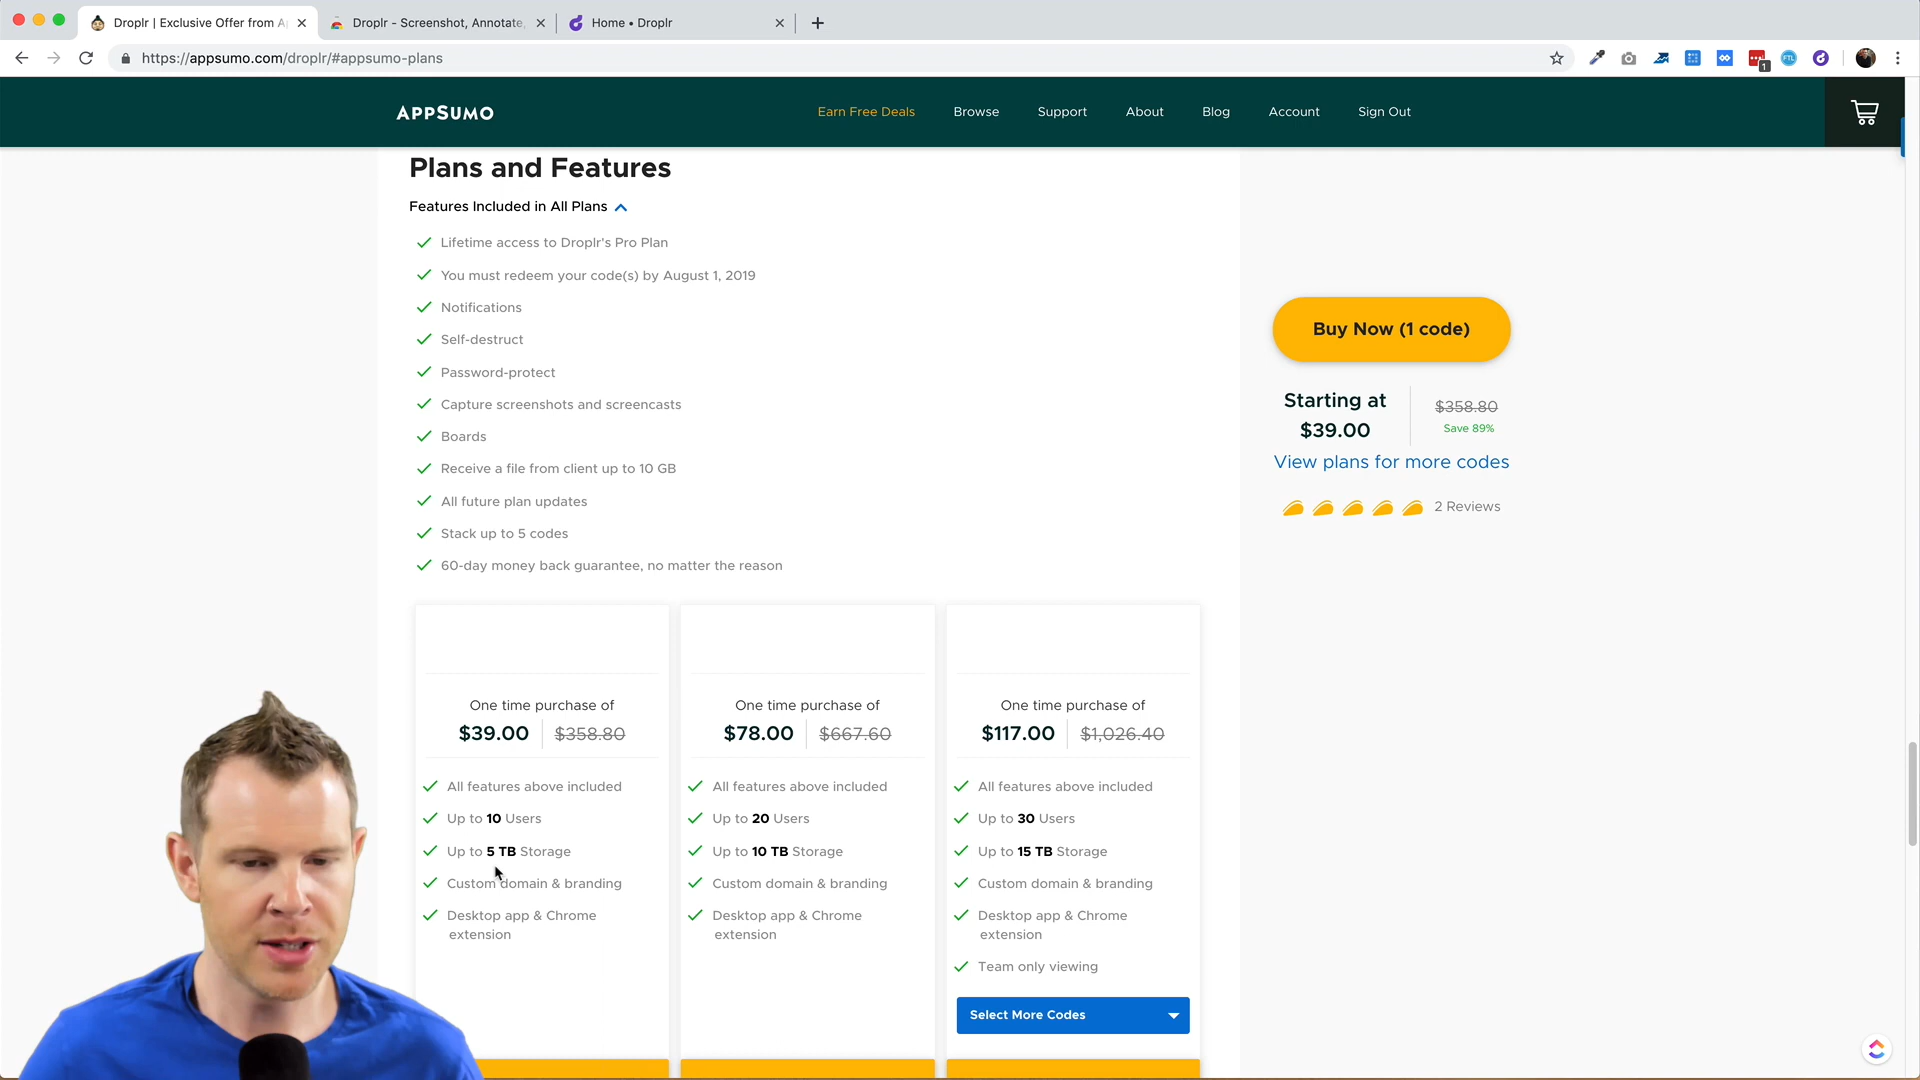 Droplr | Exclusive Offer from A
Droplr - Screenshot, Annotate,
Home • Droplr
https://appsumo.com/droplr/#appsumo-plans
1
FTL
APPSUMO
Earn Free Deals
Browse
Support
About
Blog
Account
Sign Out
Plans and Features
Features Included in All Plans
Lifetime access to Droplr's Pro Plan
You must redeem your code(s) by August 1, 2019
Notifications
Self-destruct
Password-protect
Capture screenshots and screencasts
Boards
Receive a file from client up to 10 GB
All future plan updates
Stack up to 5 codes
60-day money back guarantee, no matter the reason
Buy Now (1 code)
Starting at
$39.00
$358.80
Save 89%
View plans for more codes
2 Reviews
One time purchase of
$39.00
$358.80
All features above included
Up to 10 Users
Up to 5 TB Storage
Custom domain & branding
Desktop app & Chrome
extension
One time purchase of
$78.00
$667.60
All features above included
Up to 20 Users
Up to 10 TB Storage
Custom domain & branding
Desktop app & Chrome
extension
One time purchase of
$117.00
$1,026.40
All features above included
Up to 30 Users
Up to 15 TB Storage
Custom domain & branding
Desktop app & Chrome
extension
Team only viewing
Select More Codes